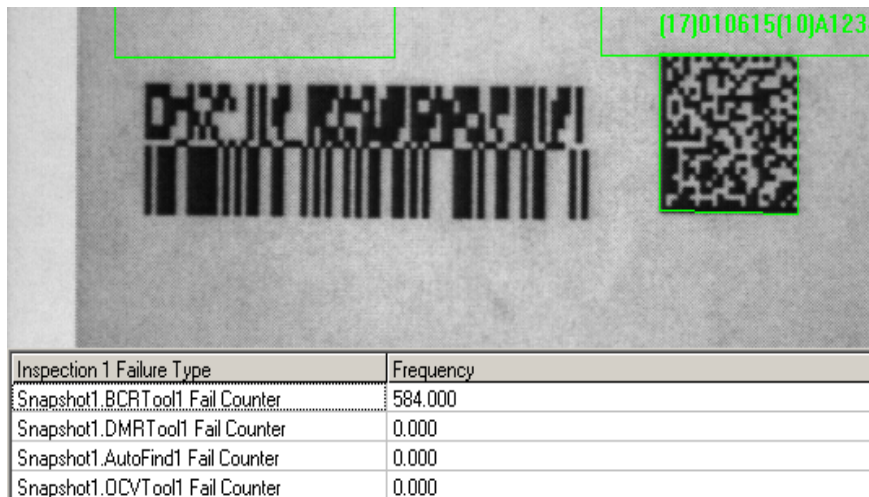 (17)010615(10)A123
Inspection 1 Failure Type Frequency
Snapshot1.BCRTool1 Fail Counter 584.000
Snapshot1.DMRTool1 Fail Counter 0.000
Snapshot1.AutoFind1 Fail Counter 0.000
Snapshot1.OCVTool1 Fail Counter 0.000